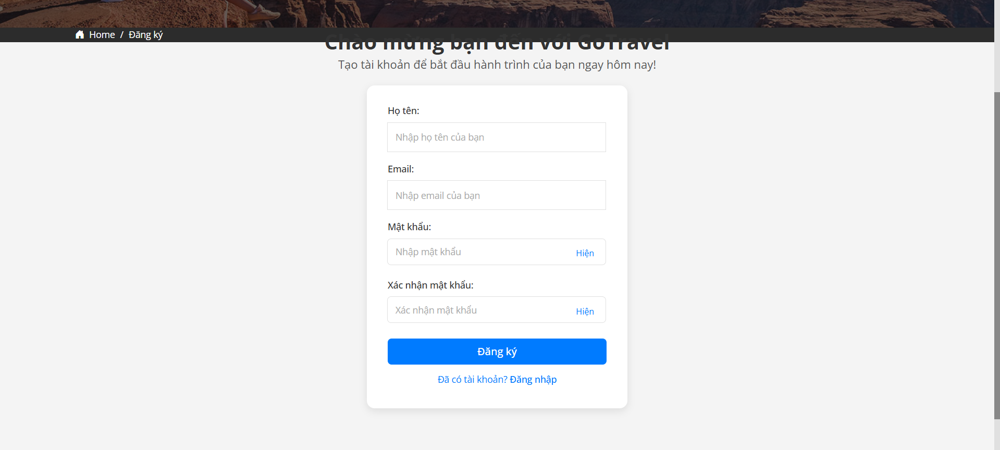 Home / Đăng ký
Chào mừng bạn đến với GoTravel
Tạo tài khoản để bắt đầu hành trình của bạn ngay hôm nay!
Họ tên:
Nhập họ tên của bạn
Email:
Nhập email của bạn
Mật khẩu:
Nhập mật khẩu Hiện
Xác nhận mật khẩu:
Xác nhận mật khẩu Hiện
Đăng ký
Đã có tài khoản? Đăng nhập